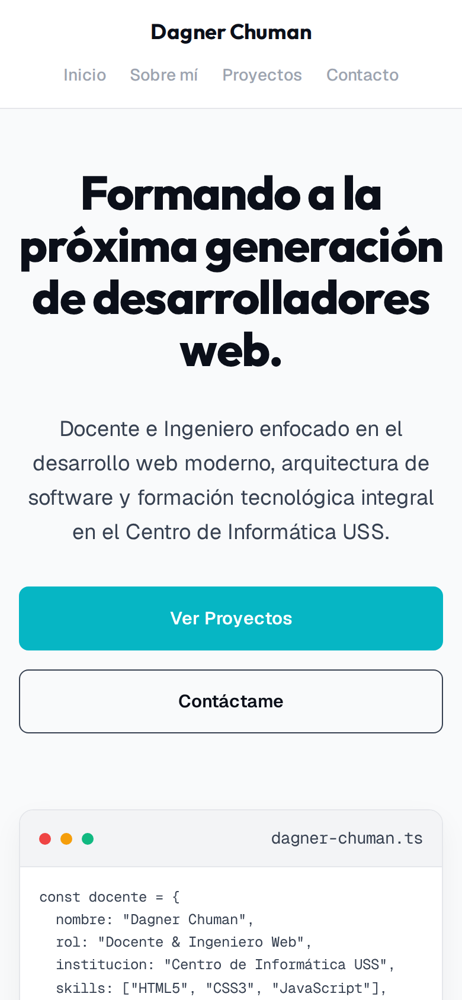 Dagner Chuman
Inicio Sobre mí Proyectos Contacto
Formando a la
próxima generación
de desarrolladores
web.
Docente e Ingeniero enfocado en el
desarrollo web moderno, arquitectura de
software y formación tecnológica integral
en el Centro de Informática USS.
Ver Proyectos
Contáctame
dagner-chuman.ts
const docente = {
  nombre: "Dagner Chuman",
  rol: "Docente & Ingeniero Web",
  institucion: "Centro de Informática USS",
  skills: ["HTML5", "CSS3", "JavaScript"],